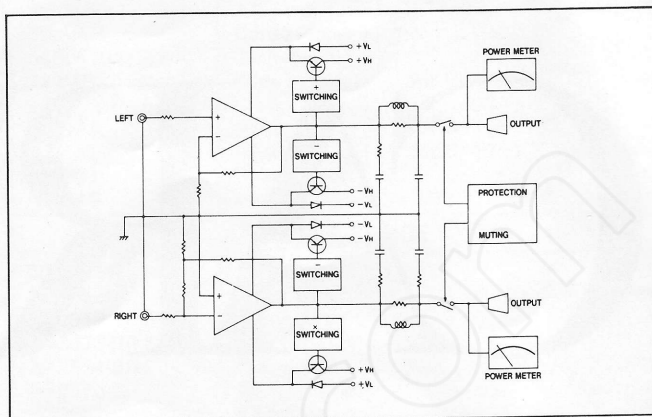 POWER METER
+VL
+VH
+
SWITCHING
LEFT
+
−
OUTPUT
−
SWITCHING
−VH
−VL
PROTECTION
MUTING
−VL
−VH
−
SWITCHING
+
−
RIGHT
OUTPUT
×
SWITCHING
+VH
+VL
POWER METER
com